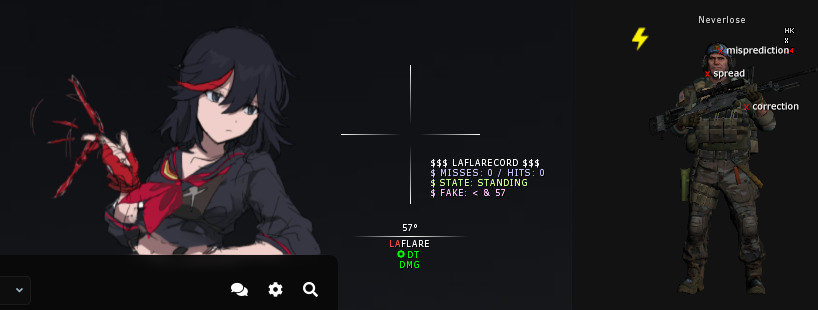 Neverlose
HK
X
misprediction
x spread
x correction
$$$ LAFLARECORD $$$
$ MISSES: 0 / HITS: 0
$ STATE: STANDING
$ FAKE: < & 57
57°
LAFLARE
DT
DMG